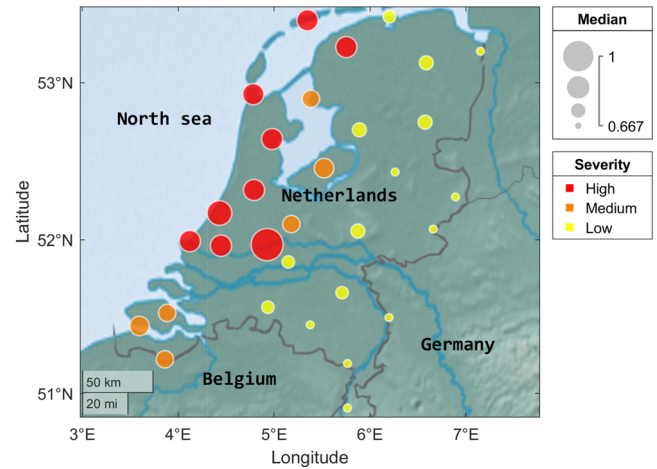 53°N
52°N
51°N
Latitude
North sea
Netherlands
Germany
Belgium
50 km
20 mi
3°E
4°E
5°E
6°E
7°E
Longitude
Median
1
0.667
Severity
High
Medium
Low